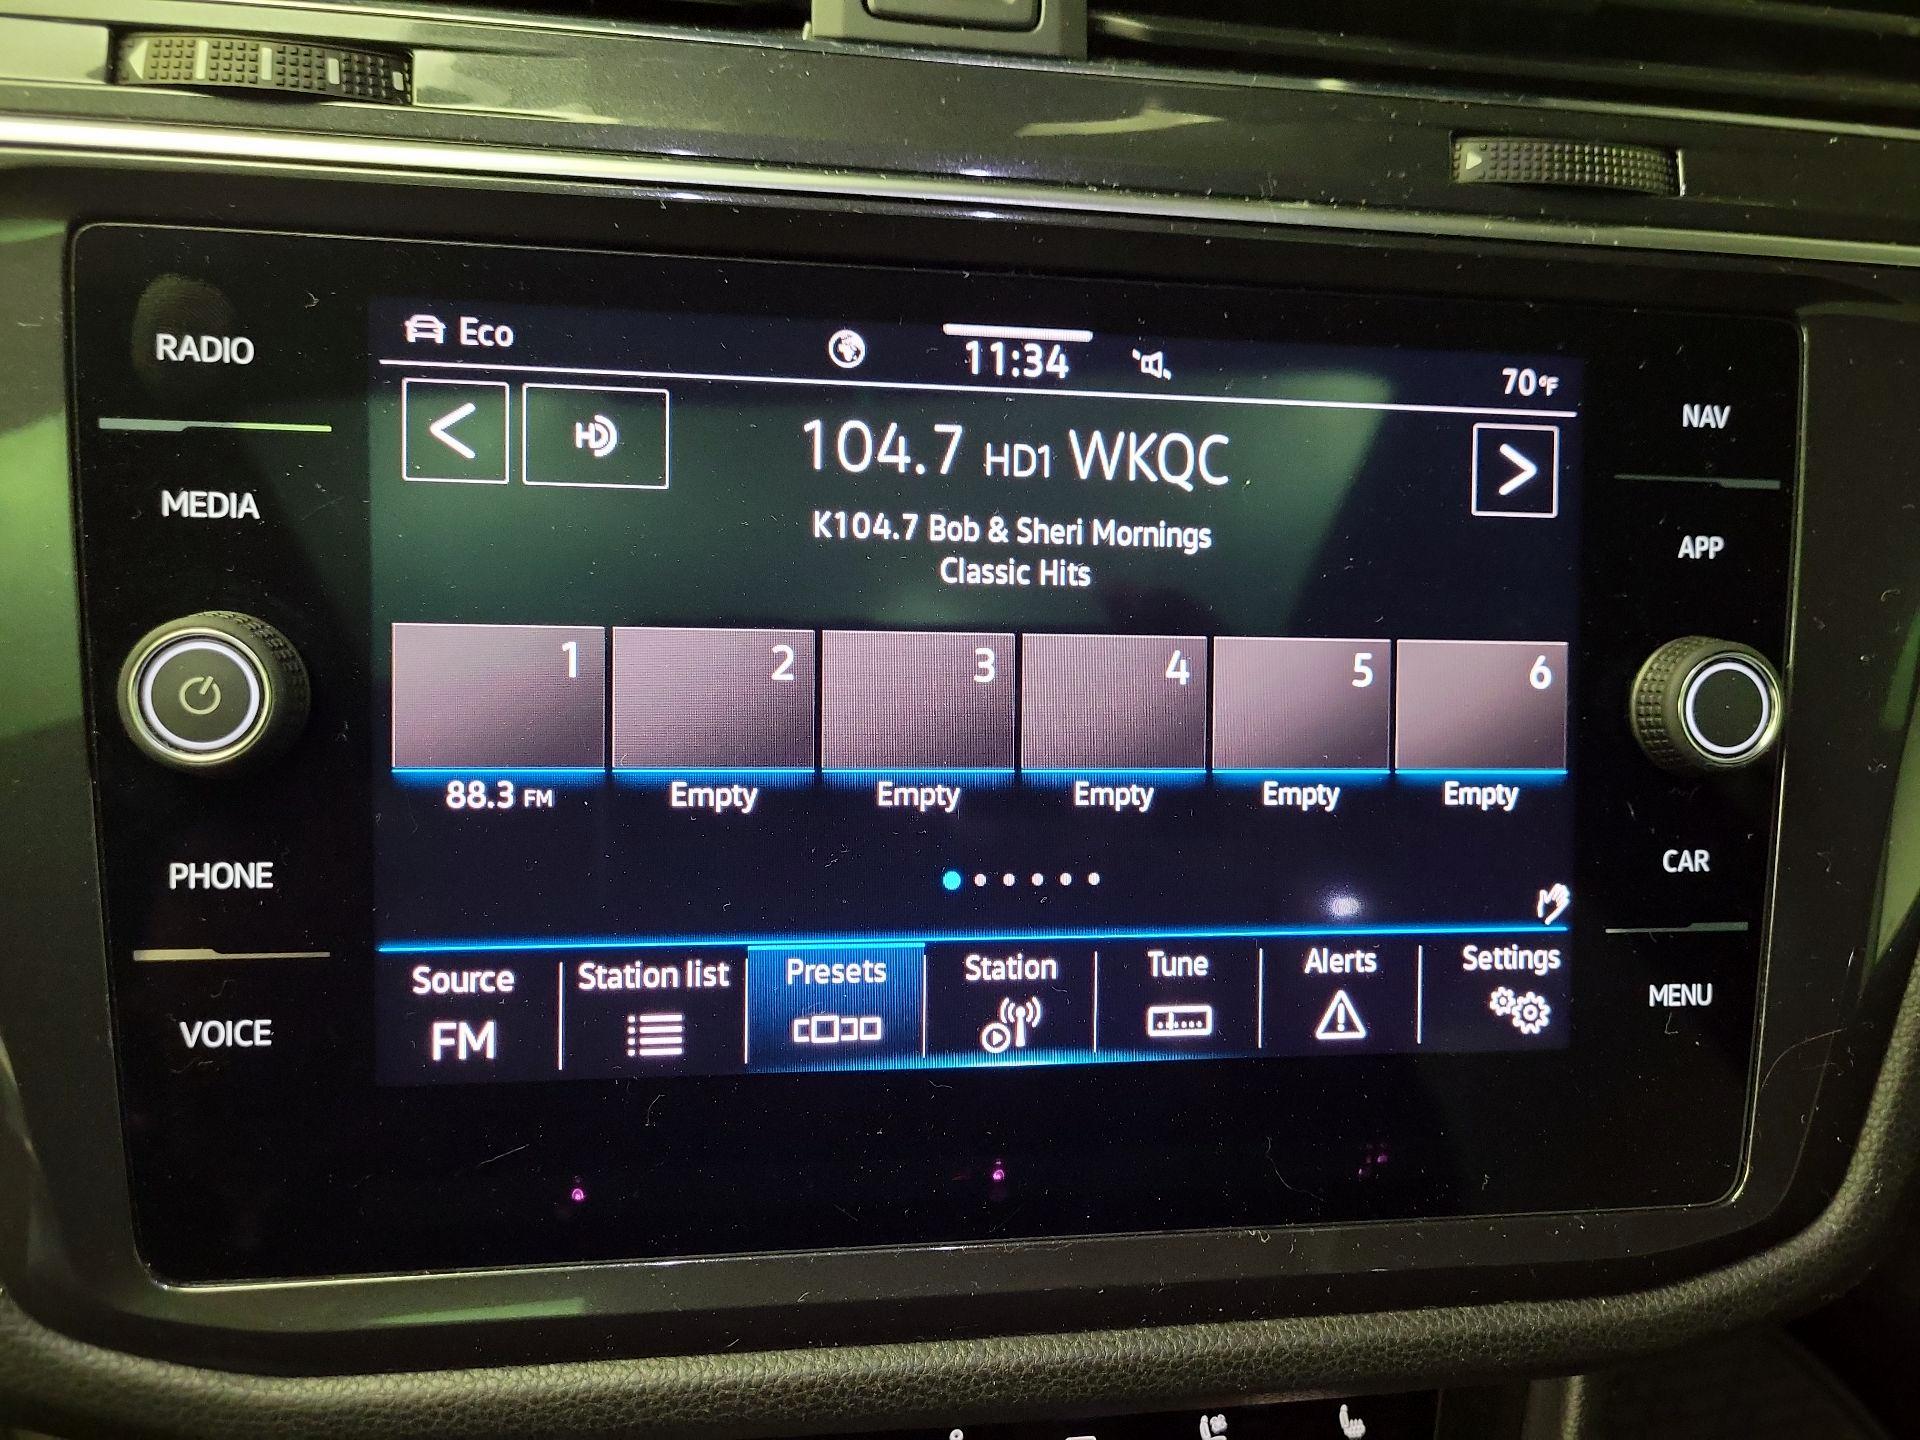 RADIO
MEDIA
PHONE
VOICE
Eco
11:34
70°F
HD
104.7 HD1 WKQC
K104.7 Bob & Sheri Mornings
Classic Hits
1 2 3 4 5 6
88.3 FM Empty Empty Empty Empty Empty
Source
FM
Station list
Presets
Station
Tune
Alerts
Settings
NAV
APP
CAR
MENU